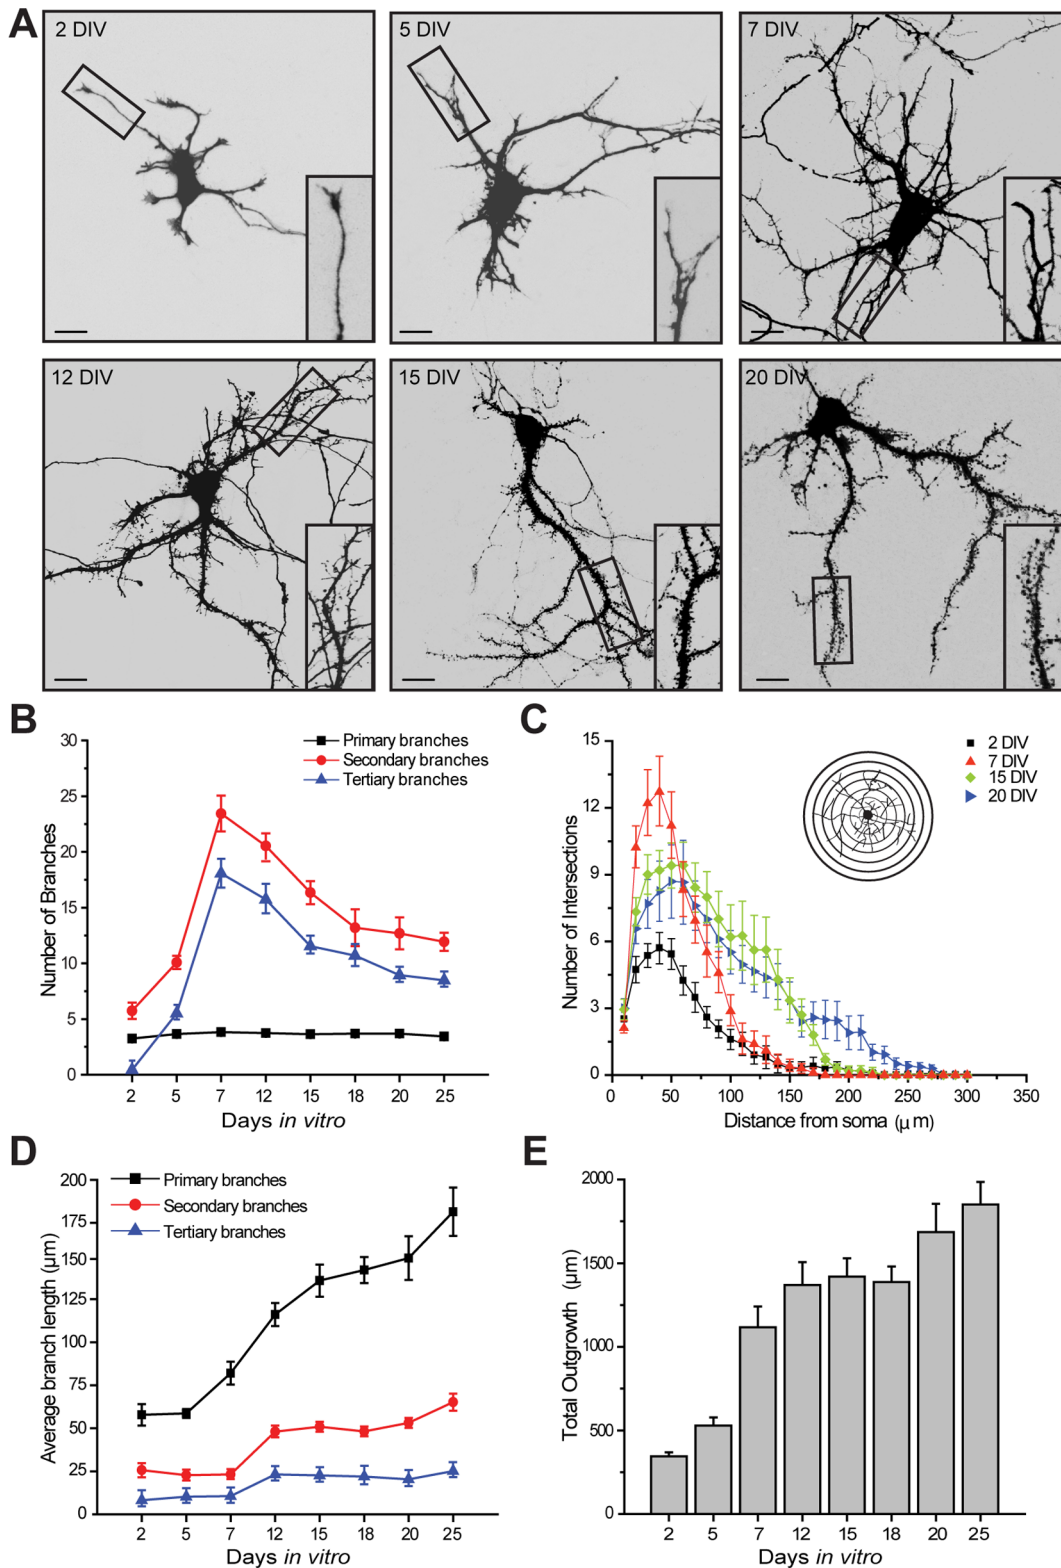 A
2 DIV
5 DIV
7 DIV
12 DIV
15 DIV
20 DIV
B
30
25
20
15
10
5
0
Number of Branches
Primary branches
Secondary branches
Tertiary branches
2 5 7 12 15 18 20 25
Days in vitro
C
15
12
9
6
3
0
Number of Intersections
2 DIV
7 DIV
15 DIV
20 DIV
0 50 100 150 200 250 300 350
Distance from soma (μm)
D
200
175
150
125
100
75
50
25
0
Average branch length (μm)
Primary branches
Secondary branches
Tertiary branches
2 5 7 12 15 18 20 25
Days in vitro
E
2000
1500
1000
500
0
Total Outgrowth (μm)
2 5 7 12 15 18 20 25
Days in vitro